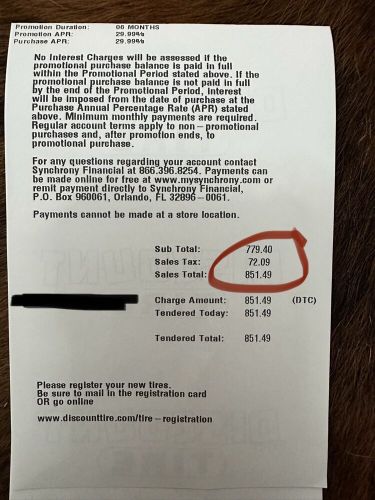 Promotion Duration: 06 MONTHS
Promotion APR: 29.99%
Purchase APR: 29.99%
No Interest Charges will be assessed if the
promotional purchase balance is paid in full
within the Promotional Period stated above. If the
promotional purchase balance is not paid in full
by the end of the Promotional Period, interest
will be imposed from the date of purchase at the
Purchase Annual Percentage Rate (APR) stated
above. Minimum monthly payments are required.
Regular account terms apply to non-promotional
purchases and, after promotion ends, to
promotional purchase.
For any questions regarding your account contact
Synchrony Financial at 866.396.8254. Payments can
be made online for free at www.mysynchrony.com or
remit payment directly to Synchrony Financial,
P.O. Box 960061, Orlando, FL 32896-0061.
Payments cannot be made at a store location.
Sub Total: 779.40
Sales Tax: 72.09
Sales Total: 851.49
Charge Amount: 851.49 (DTC)
Tendered Today: 851.49
Tendered Total: 851.49
Please register your new tires.
Be sure to mail in the registration card
OR go online
www.discounttire.com/tire-registration